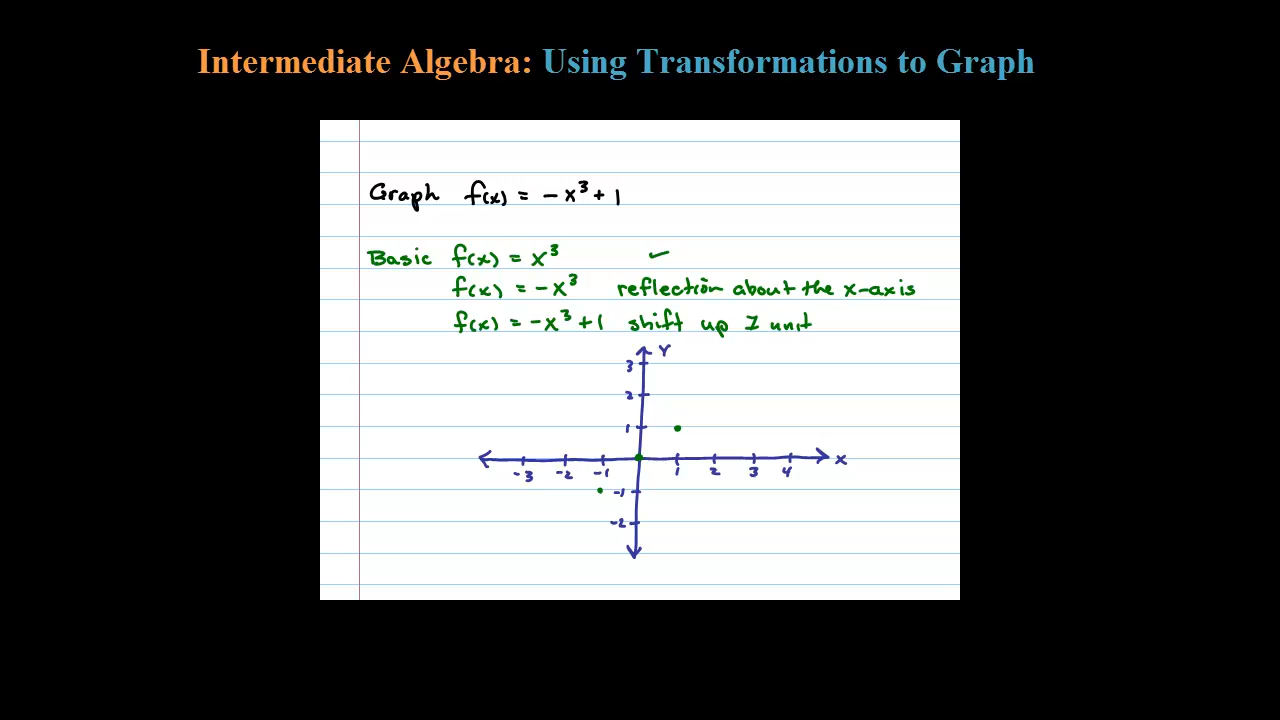 Intermediate Algebra: Using Transformations to Graph
Graph f(x) = -x³ + 1
Basic f(x) = x³ ✓
f(x) = -x³ reflection about the x-axis
f(x) = -x³ + 1 shift up 1 unit
Y
3
2
1
-3 -2 -1 1 2 3 4 X
-1
-2